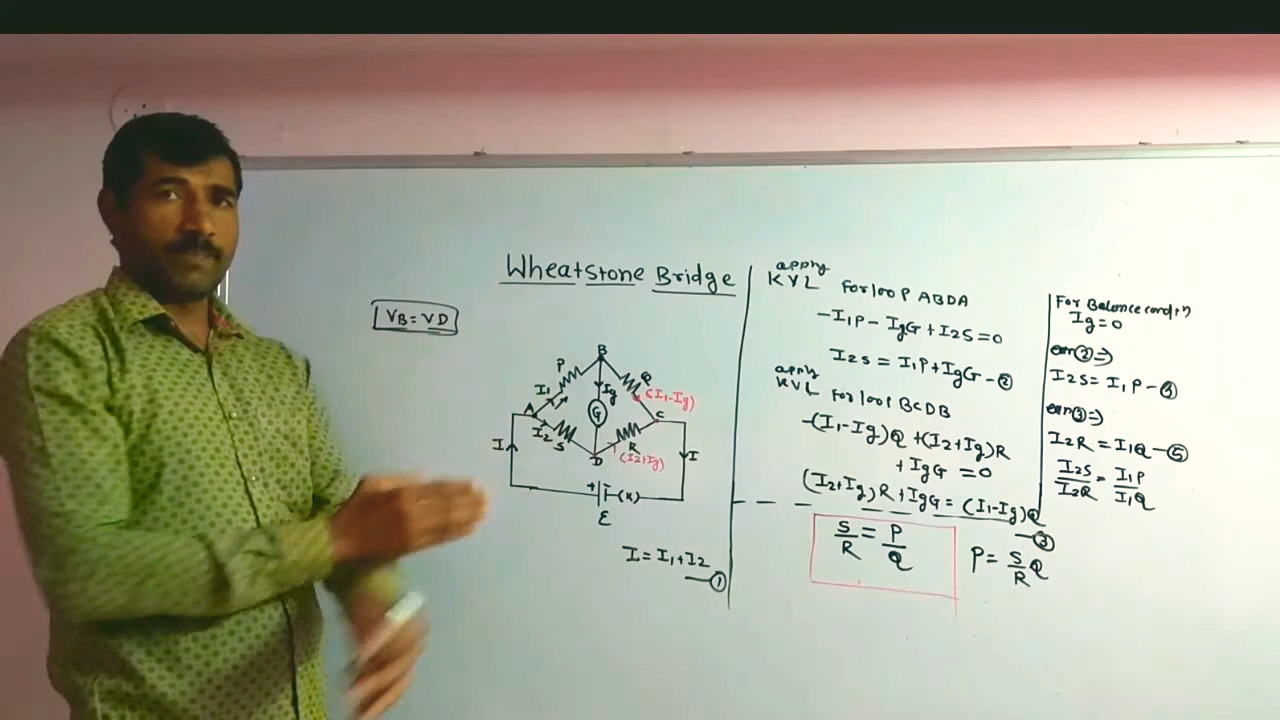 Wheatstone Bridge
VB = VD
B
P
Q
I1
Ig
(I1-Ig)
A
G
C
I2
S
R
D
(I2+Ig)
I
I
+
(K)
E
I = I1+I2
—①
apply
KVL For loop ABDA
-I1P - IgG + I2S = 0
I2S = I1P + IgG - ②
apply
KVL For loop BCDB
-(I1-Ig)Q + (I2+Ig)R
+ IgG = 0
(I2+Ig)R + IgG = (I1-Ig)Q
—③
S/R = P/Q
P = S/R Q
For Balence condtn
Ig = 0
eqn ② ⇒
I2S = I1P - ④
eqn ③ ⇒
I2R = I1Q - ⑤
I2S/I2R = I1P/I1Q